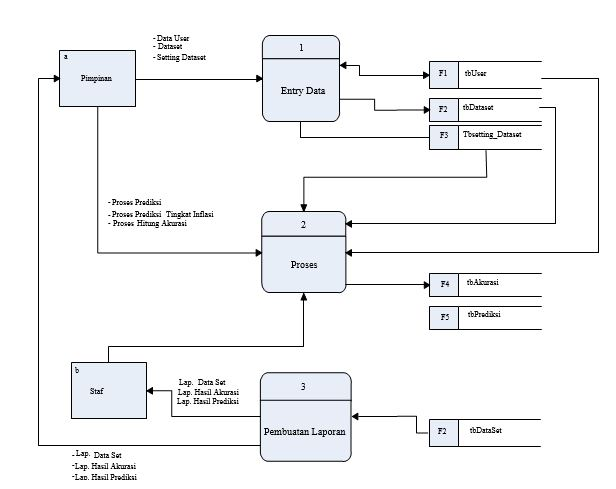 - Data User
- Dataset
- Setting Dataset
a
Pimpinan
1
Entry Data
F1 tbUser
F2 tbDataset
F3 Tbsetting_Dataset
- Proses Prediksi
- Proses Prediksi Tingkat Inflasi
- Proses Hitung Akurasi
2
Proses
F4 tbAkurasi
F5 tbPrediksi
b
Staf
Lap. Data Set
Lap. Hasil Akurasi
Lap. Hasil Prediksi
3
Pembuatan Laporan
F2 tbDataSet
-Lap. Data Set
-Lap. Hasil Akurasi
-Lap. Hasil Prediksi